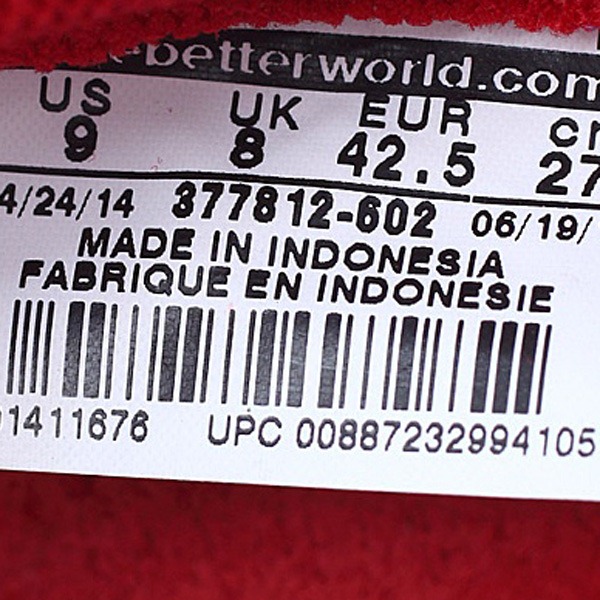 betterworld.com
US UK EUR
9 8 42.5 27
4/24/14 377812-602 06/19/
MADE IN INDONESIA
FABRIQUE EN INDONESIE
1411676 UPC 00887232994105